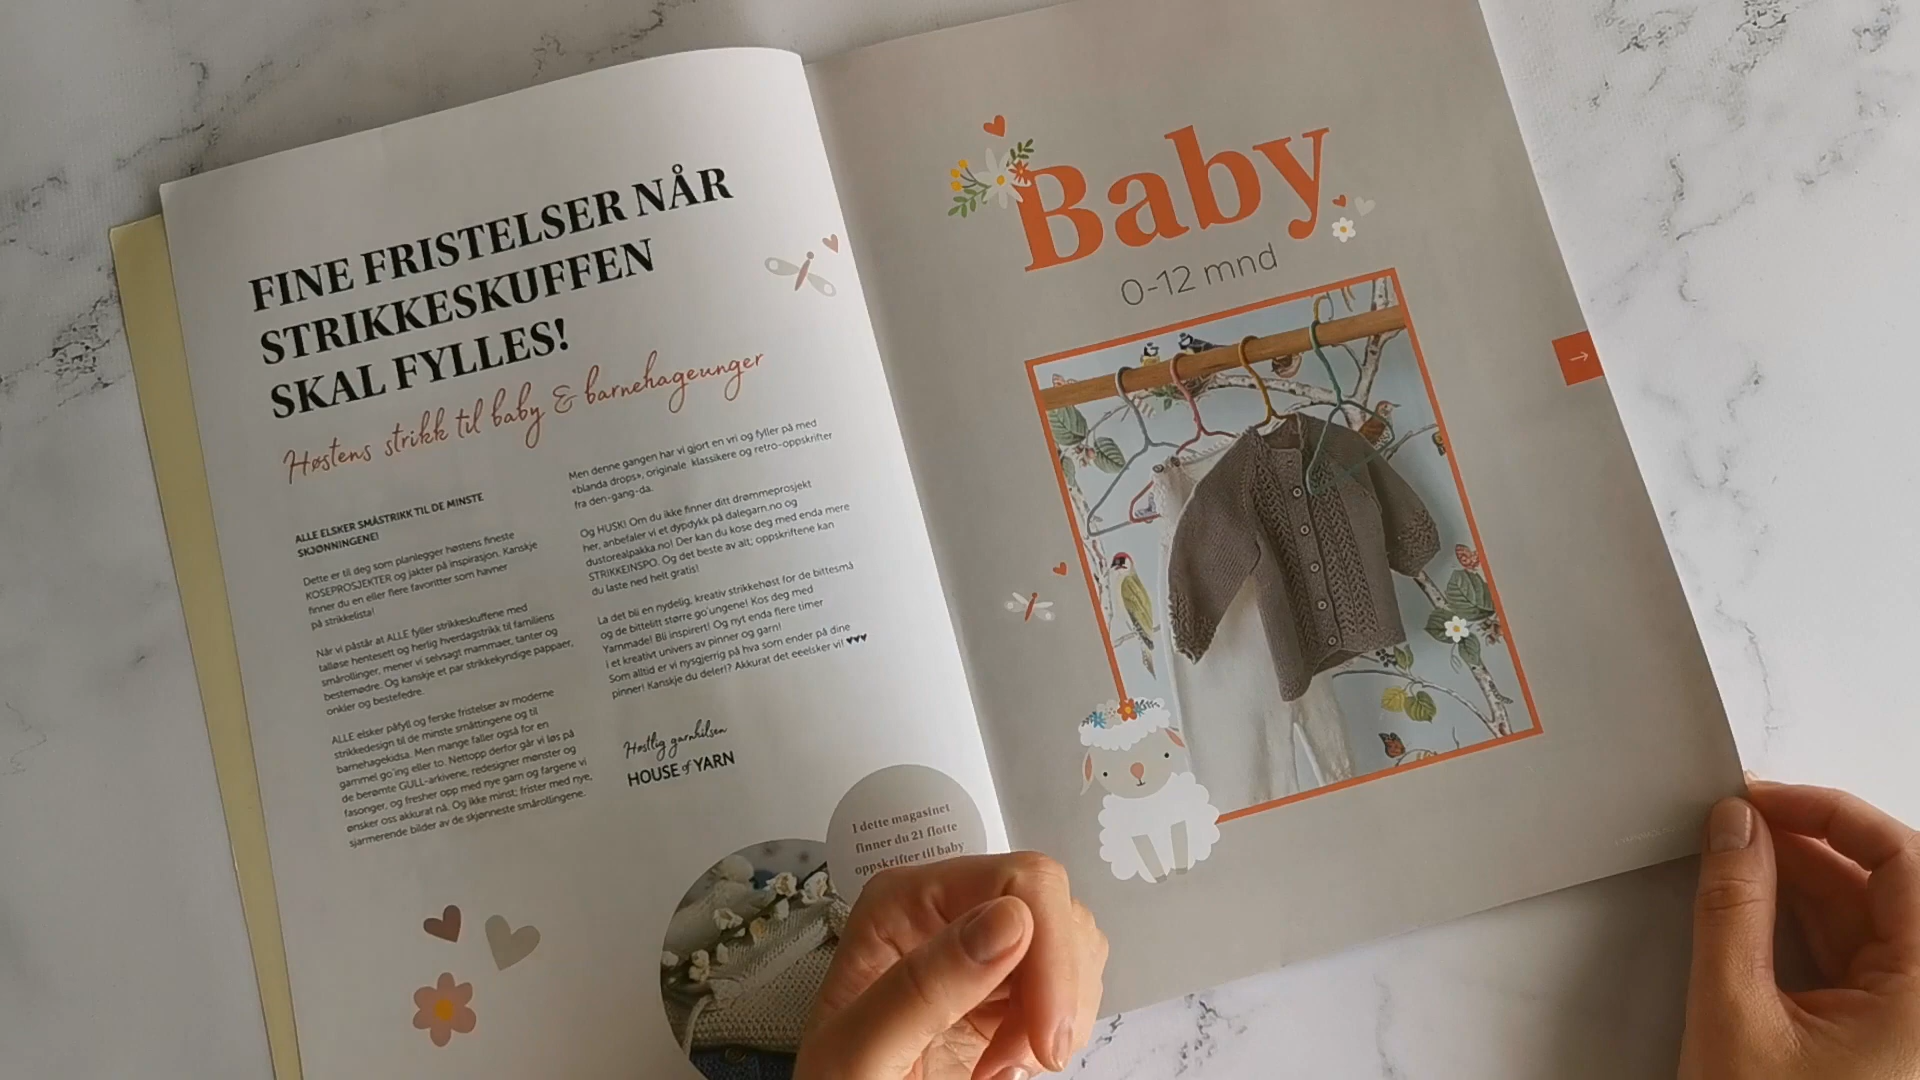 FINE FRISTELSER NÅR
STRIKKESKUFFEN
SKAL FYLLES!
Høstens strikk til baby & barnehageunger
ALLE ELSKER SMÅSTRIKK TIL DE MINSTE
SKJØNNINGENE!
Dette er til deg som planlegger høstens fineste
KOSEPROSJEKTER og jakter på inspirasjon. Kanskje
finner du en eller flere favoritter som havner
på strikkelista!
Når vi påstår at ALLE fyller strikkeskuffene med
talløse hentesett og herlig hverdagstrikk til familiens
smårollinger, mener vi selvsagt mammaer, tanter og
bestemødre. Og kanskje et par strikkekyndige pappaer,
onkler og bestefedre.
ALLE elsker påfyll og ferske fristelser av moderne
strikkedesign til de minste småttingene og til
barnehagekidsa. Men mange faller også for en
gammel go'ing eller to. Nettopp derfor går vi løs på
de berømte GULL-arkivene, redesigner mønster og
fasonger, og fresher opp med nye garn og fargene vi
ønsker oss akkurat nå. Og ikke minst; frister med nye,
sjarmerende bilder av de skjønneste smårollingene.
Men denne gangen har vi gjort en vri og fyller på med
«blanda drops», originale klassikere og retro-oppskrifter
fra den-gang-da.
Og HUSK! Om du ikke finner ditt drømmeprosjekt
her, anbefaler vi et dypdykk på dalegarn.no og
dustorealpakka.no! Der kan du kose deg med enda mere
STRIKKEINSPO. Og det beste av alt; oppskriftene kan
du laste ned helt gratis!
La det bli en nydelig, kreativ strikkehøst for de bittesmå
og de bittelitt større go'ungene! Kos deg med
Yarnmade! Bli inspirert! Og nyt enda flere timer
i et kreativt univers av pinner og garn!
Som alltid er vi nysgjerrig på hva som ender på dine
pinner! Kanskje du deler!? Akkurat det eeelsker vi! ♥♥♥
Høstlig garnhilsen
HOUSE of YARN
I dette magasinet
finner du 21 flotte
oppskrifter til baby
Baby
0-12 mnd
→